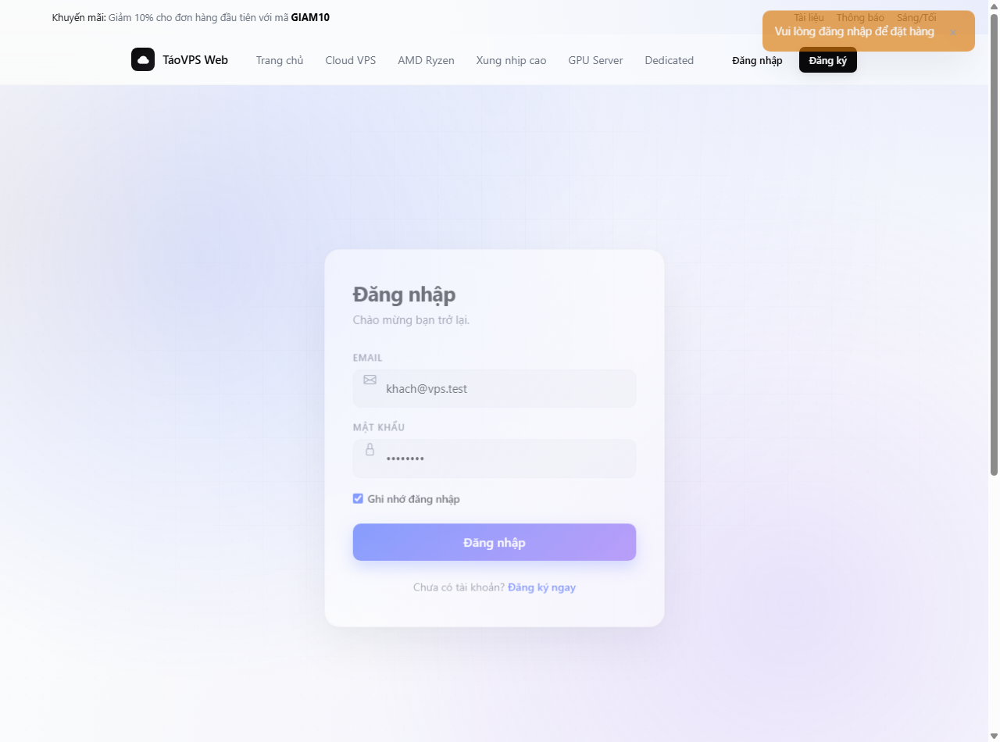 Khuyến mãi: Giảm 10% cho đơn hàng đầu tiên với mã GIAM10
Tài liệu Thông báo Sáng/Tối
Vui lòng đăng nhập để đặt hàng ×
TáoVPS Web Trang chủ Cloud VPS AMD Ryzen Xung nhịp cao GPU Server Dedicated Đăng nhập Đăng ký
Đăng nhập
Chào mừng bạn trở lại.
EMAIL
khach@vps.test
MẬT KHẨU
••••••••
Ghi nhớ đăng nhập
Đăng nhập
Chưa có tài khoản? Đăng ký ngay